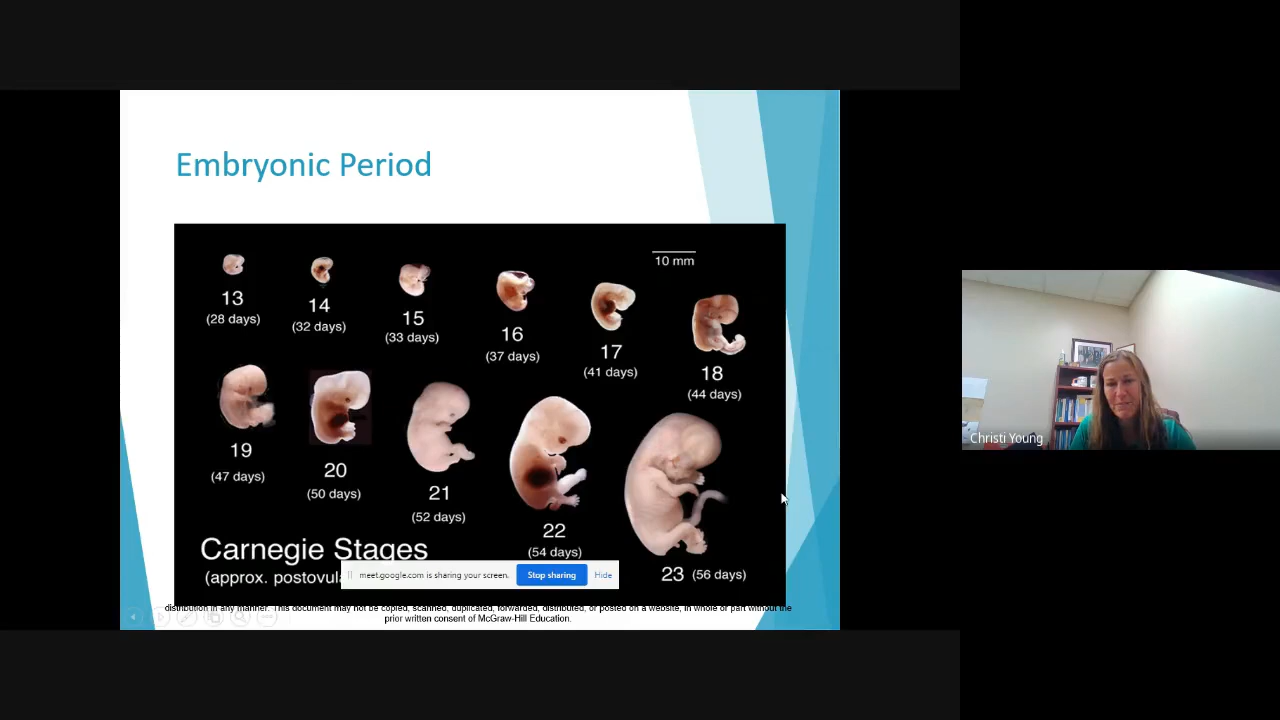 Embryonic Period
10 mm
13
(28 days)
14
(32 days)
15
(33 days)
16
(37 days)
17
(41 days)
18
(44 days)
19
(47 days)
20
(50 days)
21
(52 days)
22
(54 days)
23 (56 days)
Carnegie Stages
(approx.
meet.google.com is sharing your screen.
Stop sharing
Hide
distribution in any manner. This document may not be copied, scanned, duplicated, forwarded, distributed, or posted on a website, in whole or part without the
prior written consent of McGraw-Hill Education.
Christi Young